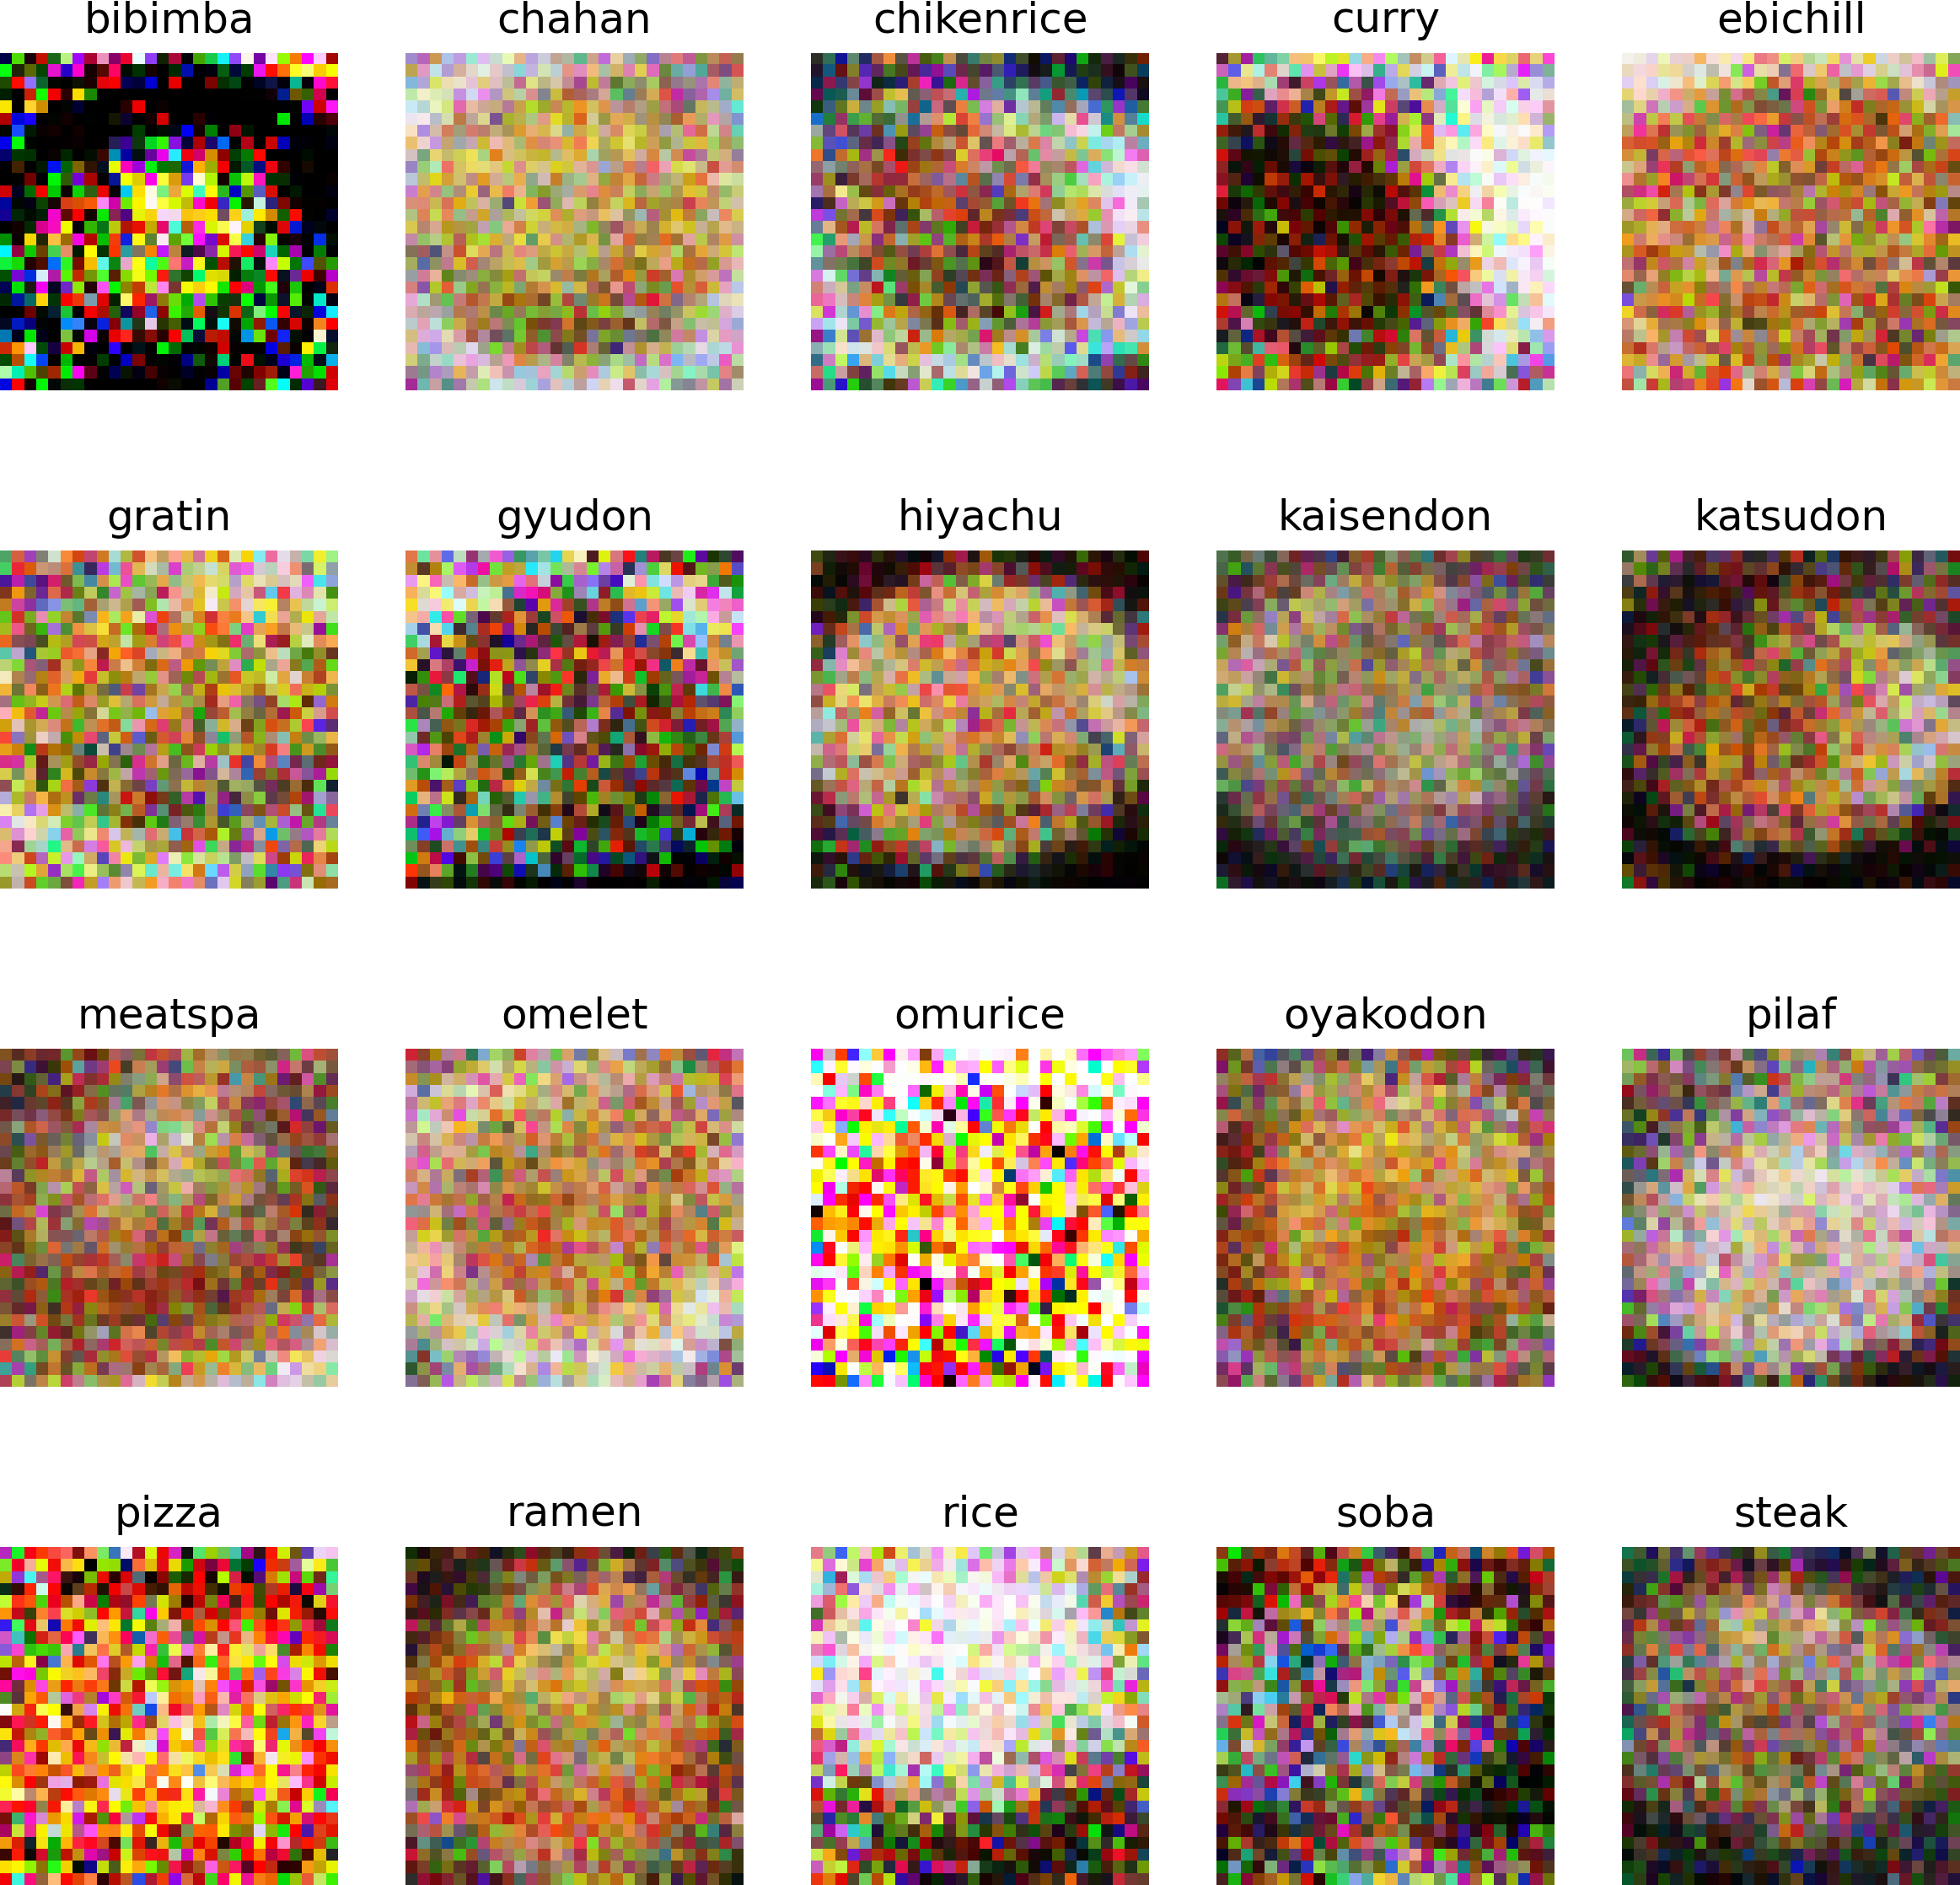 bibimba
chahan
chikenrice
curry
ebichill
gratin
gyudon
hiyachu
kaisendon
katsudon
meatspa
omelet
omurice
oyakodon
pilaf
pizza
ramen
rice
soba
steak